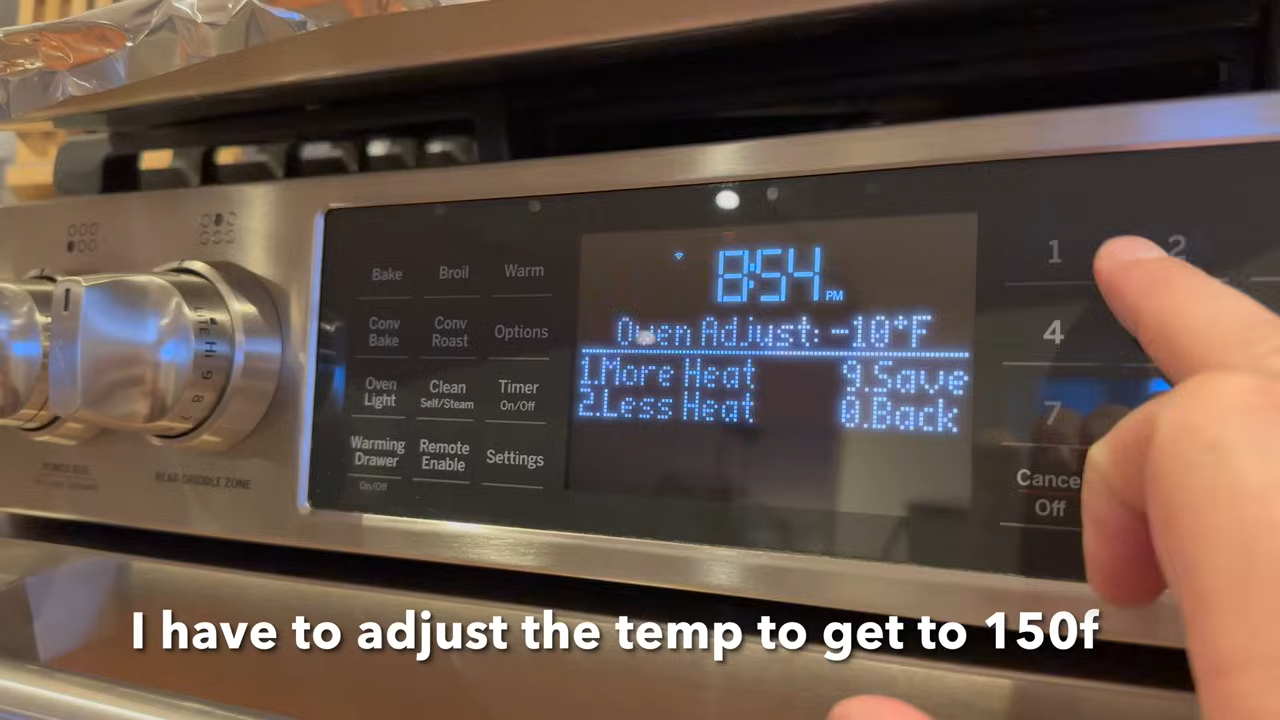 Bake
Broil
Warm
Conv Bake
Conv Roast
Options
Oven Light
Clean
Self/Steam
Timer
On/Off
Warming Drawer
On/Off
Remote Enable
Settings
8:54 PM
Oven Adjust: -10°F
1.More Heat
9.Save
2.Less Heat
0.Back
1
2
4
7
Off
LITE HI 9 8 7
REAR GRIDDLE ZONE
I have to adjust the temp to get to 150f